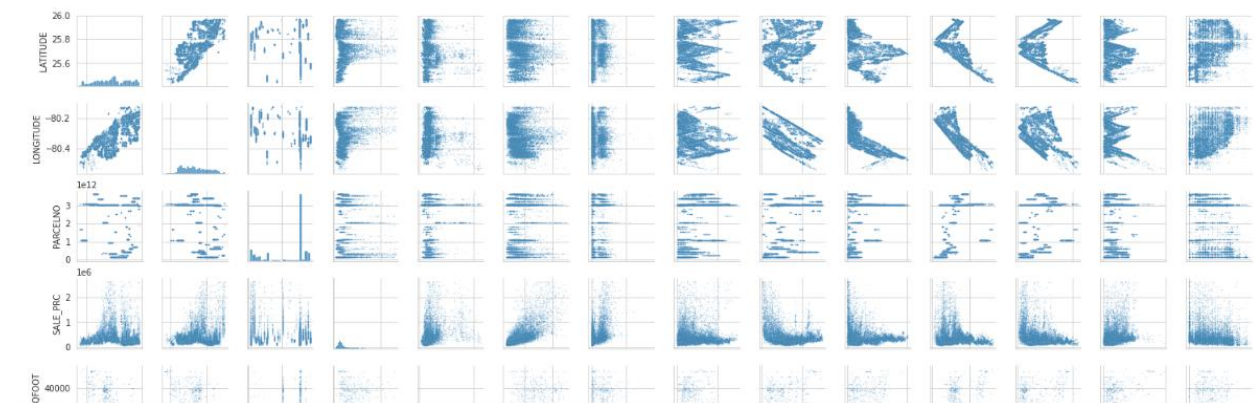 26.0
25.8
LATITUDE
25.6
−80.2
LONGITUDE
−80.4
1e12
3
PARCELNO
2
1
0
1e6
2
SALE_PRC
1
0
40000
QFOOT